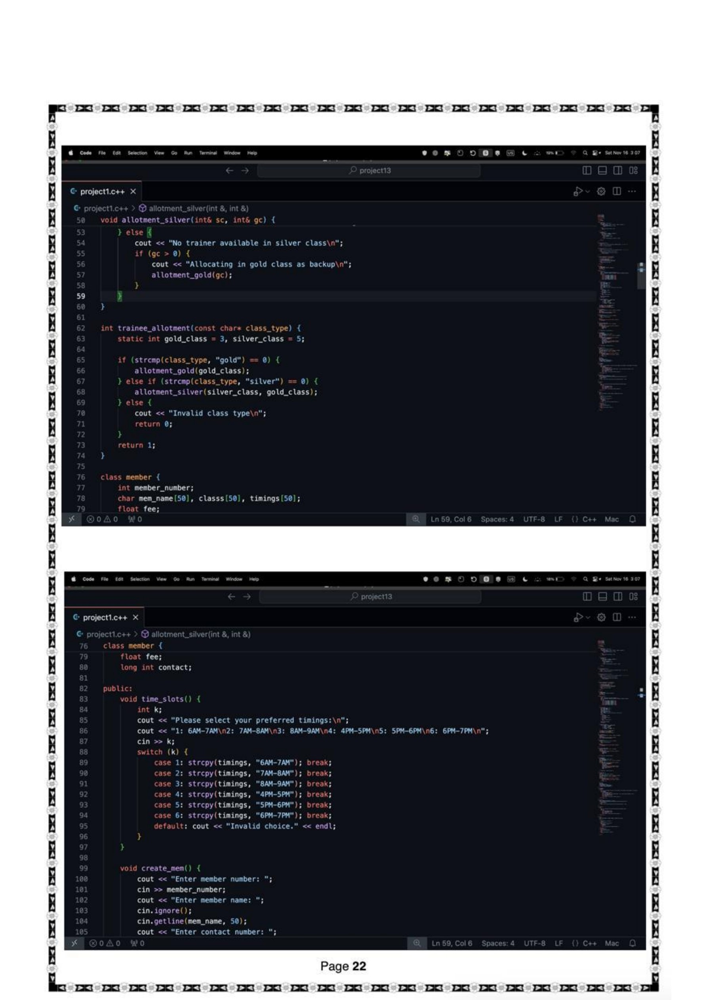 Code File Edit Selection View Go Run Terminal Window Help US 19% Sat Nov 16 3 07
project13
project1.c++
project1.c++ > allotment_silver(int &, int &)
50 void allotment_silver(int& sc, int& gc) {
53 } else {
54 cout << "No trainer available in silver class\n";
55 if (gc > 0) {
56 cout << "Allocating in gold class as backup\n";
57 allotment_gold(gc);
58 }
59 }
60 }
61
62 int trainee_allotment(const char* class_type) {
63 static int gold_class = 3, silver_class = 5;
64
65 if (strcmp(class_type, "gold") == 0) {
66 allotment_gold(gold_class);
67 } else if (strcmp(class_type, "silver") == 0) {
68 allotment_silver(silver_class, gold_class);
69 } else {
70 cout << "Invalid class type\n";
71 return 0;
72 }
73 return 1;
74 }
75
76 class member {
77 int member_number;
78 char mem_name[50], classs[50], timings[50];
79 float fee;
0 0 0 Ln 59, Col 6 Spaces: 4 UTF-8 LF {} C++ Mac
Code File Edit Selection View Go Run Terminal Window Help US 18% Sat Nov 16 3 07
project13
project1.c++
project1.c++ > allotment_silver(int &, int &)
76 class member {
79 float fee;
80 long int contact;
81
82 public:
83 void time_slots() {
84 int k;
85 cout << "Please select your preferred timings:\n";
86 cout << "1: 6AM-7AM\n2: 7AM-8AM\n3: 8AM-9AM\n4: 4PM-5PM\n5: 5PM-6PM\n6: 6PM-7PM\n";
87 cin >> k;
88 switch (k) {
89 case 1: strcpy(timings, "6AM-7AM"); break;
90 case 2: strcpy(timings, "7AM-8AM"); break;
91 case 3: strcpy(timings, "8AM-9AM"); break;
92 case 4: strcpy(timings, "4PM-5PM"); break;
93 case 5: strcpy(timings, "5PM-6PM"); break;
94 case 6: strcpy(timings, "6PM-7PM"); break;
95 default: cout << "Invalid choice." << endl;
96 }
97 }
98
99 void create_mem() {
100 cout << "Enter member number: ";
101 cin >> member_number;
102 cout << "Enter member name: ";
103 cin.ignore();
104 cin.getline(mem_name, 50);
105 cout << "Enter contact number: ";
0 0 0 Ln 59, Col 6 Spaces: 4 UTF-8 LF {} C++ Mac
Page 22